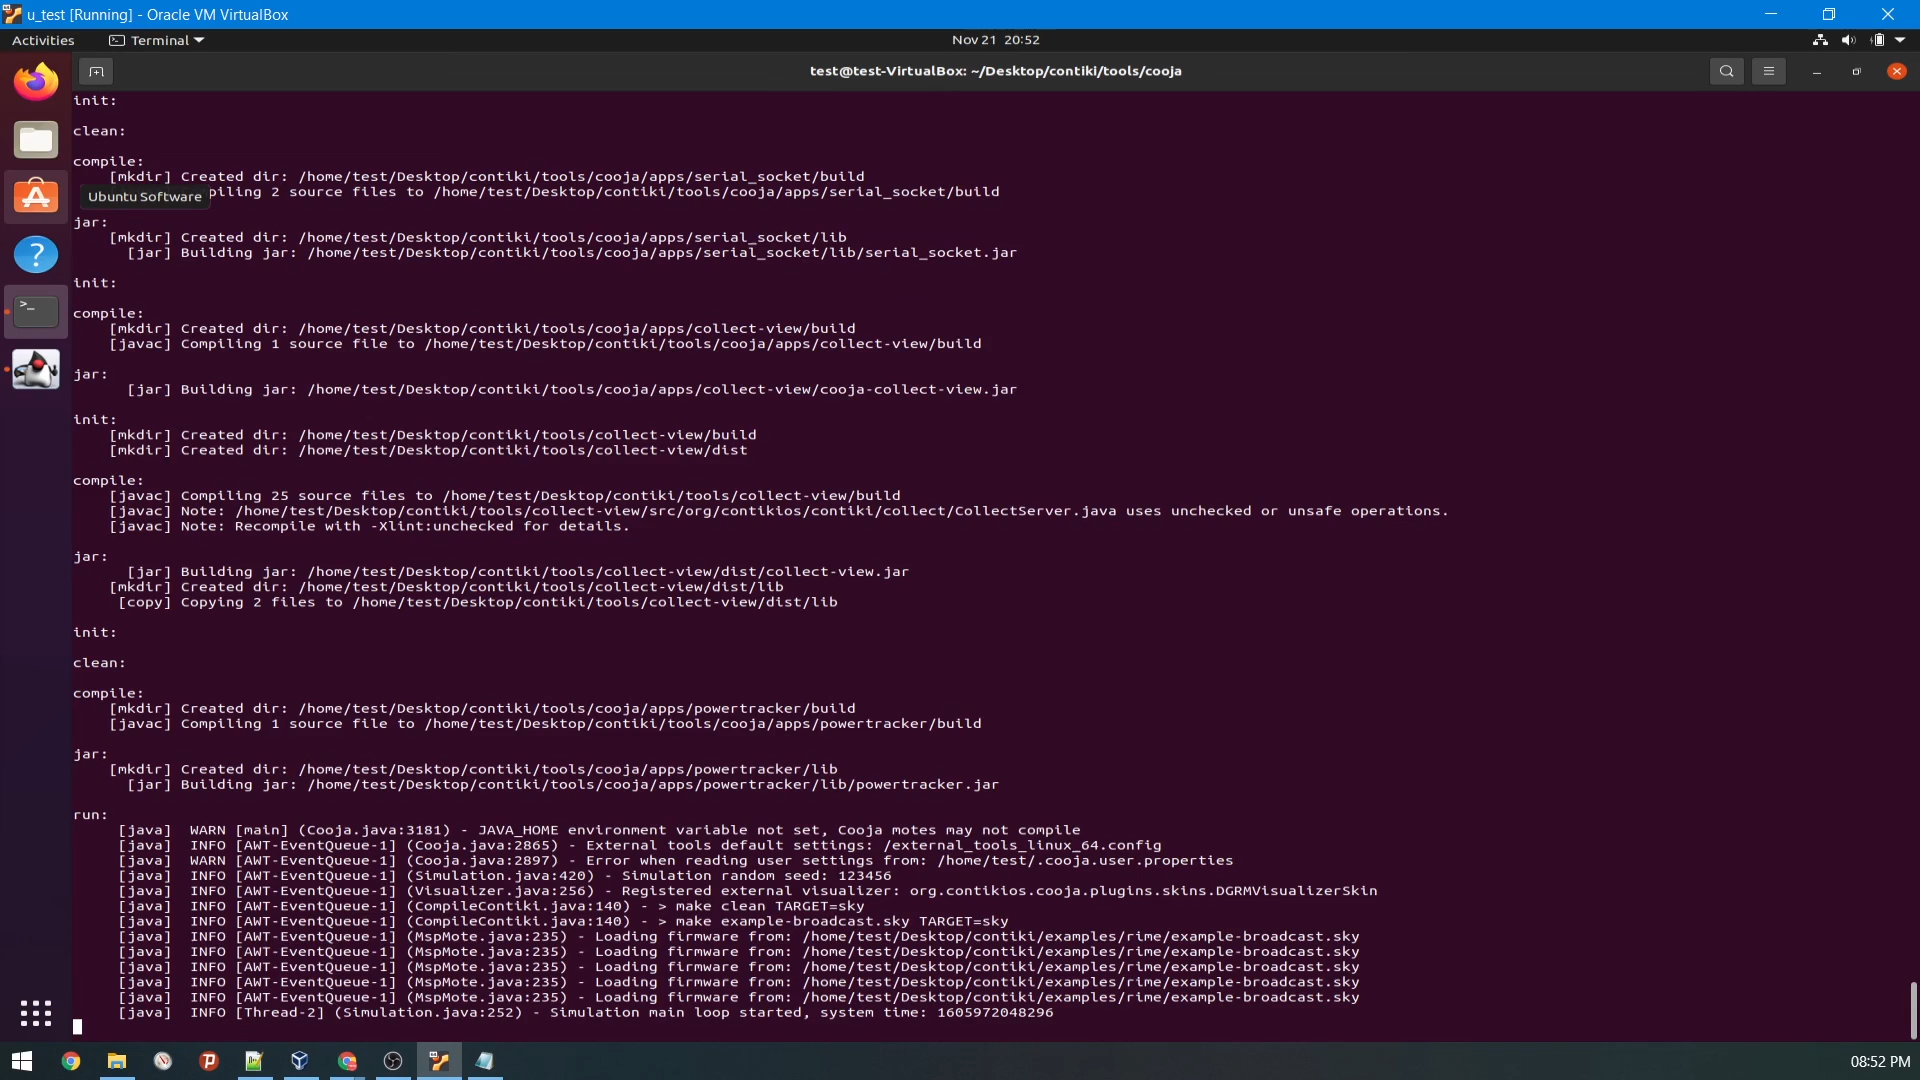 u_test [Running] - Oracle VM VirtualBox
Activities
Terminal
Nov 21 20:52
test@test-VirtualBox: ~/Desktop/contiki/tools/cooja
init:
clean:
compile:
[mkdir] Created dir: /home/test/Desktop/contiki/tools/cooja/apps/serial_socket/build
piling 2 source files to /home/test/Desktop/contiki/tools/cooja/apps/serial_socket/build
Ubuntu Software
jar:
[mkdir] Created dir: /home/test/Desktop/contiki/tools/cooja/apps/serial_socket/lib
[jar] Building jar: /home/test/Desktop/contiki/tools/cooja/apps/serial_socket/lib/serial_socket.jar
init:
compile:
[mkdir] Created dir: /home/test/Desktop/contiki/tools/cooja/apps/collect-view/build
[javac] Compiling 1 source file to /home/test/Desktop/contiki/tools/cooja/apps/collect-view/build
jar:
[jar] Building jar: /home/test/Desktop/contiki/tools/cooja/apps/collect-view/cooja-collect-view.jar
init:
[mkdir] Created dir: /home/test/Desktop/contiki/tools/collect-view/build
[mkdir] Created dir: /home/test/Desktop/contiki/tools/collect-view/dist
compile:
[javac] Compiling 25 source files to /home/test/Desktop/contiki/tools/collect-view/build
[javac] Note: /home/test/Desktop/contiki/tools/collect-view/src/org/contikios/contiki/collect/CollectServer.java uses unchecked or unsafe operations.
[javac] Note: Recompile with -Xlint:unchecked for details.
jar:
[jar] Building jar: /home/test/Desktop/contiki/tools/collect-view/dist/collect-view.jar
[mkdir] Created dir: /home/test/Desktop/contiki/tools/collect-view/dist/lib
[copy] Copying 2 files to /home/test/Desktop/contiki/tools/collect-view/dist/lib
init:
clean:
compile:
[mkdir] Created dir: /home/test/Desktop/contiki/tools/cooja/apps/powertracker/build
[javac] Compiling 1 source file to /home/test/Desktop/contiki/tools/cooja/apps/powertracker/build
jar:
[mkdir] Created dir: /home/test/Desktop/contiki/tools/cooja/apps/powertracker/lib
[jar] Building jar: /home/test/Desktop/contiki/tools/cooja/apps/powertracker/lib/powertracker.jar
run:
[java] WARN [main] (Cooja.java:3181) - JAVA_HOME environment variable not set, Cooja motes may not compile
[java] INFO [AWT-EventQueue-1] (Cooja.java:2865) - External tools default settings: /external_tools_linux_64.config
[java] WARN [AWT-EventQueue-1] (Cooja.java:2897) - Error when reading user settings from: /home/test/.cooja.user.properties
[java] INFO [AWT-EventQueue-1] (Simulation.java:420) - Simulation random seed: 123456
[java] INFO [AWT-EventQueue-1] (Visualizer.java:256) - Registered external visualizer: org.contikios.cooja.plugins.skins.DGRMVisualizerSkin
[java] INFO [AWT-EventQueue-1] (CompileContiki.java:140) - > make clean TARGET=sky
[java] INFO [AWT-EventQueue-1] (CompileContiki.java:140) - > make example-broadcast.sky TARGET=sky
[java] INFO [AWT-EventQueue-1] (MspMote.java:235) - Loading firmware from: /home/test/Desktop/contiki/examples/rime/example-broadcast.sky
[java] INFO [AWT-EventQueue-1] (MspMote.java:235) - Loading firmware from: /home/test/Desktop/contiki/examples/rime/example-broadcast.sky
[java] INFO [AWT-EventQueue-1] (MspMote.java:235) - Loading firmware from: /home/test/Desktop/contiki/examples/rime/example-broadcast.sky
[java] INFO [AWT-EventQueue-1] (MspMote.java:235) - Loading firmware from: /home/test/Desktop/contiki/examples/rime/example-broadcast.sky
[java] INFO [AWT-EventQueue-1] (MspMote.java:235) - Loading firmware from: /home/test/Desktop/contiki/examples/rime/example-broadcast.sky
[java] INFO [Thread-2] (Simulation.java:252) - Simulation main loop started, system time: 1605972048296
08:52 PM